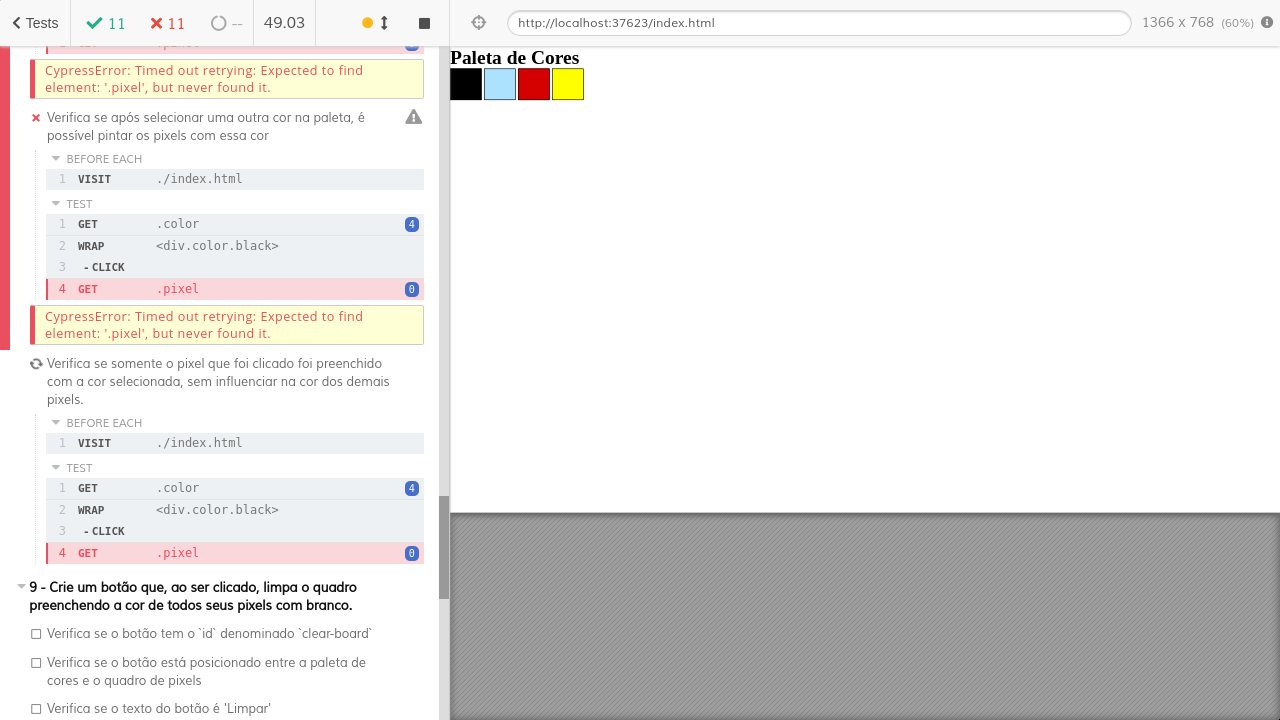 Tests 11 11 -- 49.03
http://localhost:37623/index.html 1366 x 768 (60%)
CypressError: Timed out retrying: Expected to find
element: '.pixel', but never found it.
Verifica se após selecionar uma outra cor na paleta, é
possível pintar os pixels com essa cor
BEFORE EACH
1 VISIT ./index.html
TEST
1 GET .color 4
2 WRAP <div.color.black>
3 - CLICK
4 GET .pixel 0
CypressError: Timed out retrying: Expected to find
element: '.pixel', but never found it.
Verifica se somente o pixel que foi clicado foi preenchido
com a cor selecionada, sem influenciar na cor dos demais
pixels.
BEFORE EACH
1 VISIT ./index.html
TEST
1 GET .color 4
2 WRAP <div.color.black>
3 - CLICK
4 GET .pixel 0
9 - Crie um botão que, ao ser clicado, limpa o quadro
preenchendo a cor de todos seus pixels com branco.
Verifica se o botão tem o `id` denominado `clear-board`
Verifica se o botão está posicionado entre a paleta de
cores e o quadro de pixels
Verifica se o texto do botão é 'Limpar'
Paleta de Cores